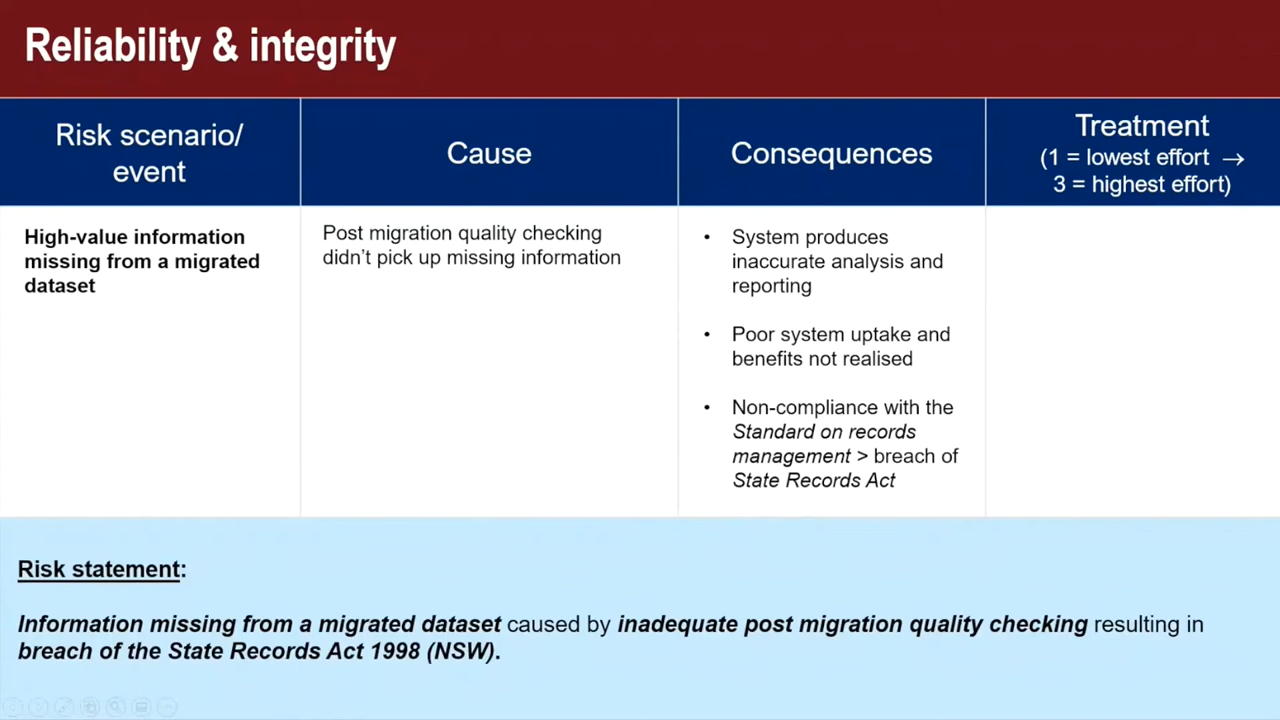 Reliability & integrity
Risk scenario/
event
Cause
Consequences
Treatment
(1 = lowest effort →
3 = highest effort)
High-value information
missing from a migrated
dataset
Post migration quality checking
didn’t pick up missing information
• System produces
inaccurate analysis and
reporting
• Poor system uptake and
benefits not realised
• Non-compliance with the
Standard on records
management > breach of
State Records Act
Risk statement:
Information missing from a migrated dataset caused by inadequate post migration quality checking resulting in
breach of the State Records Act 1998 (NSW).